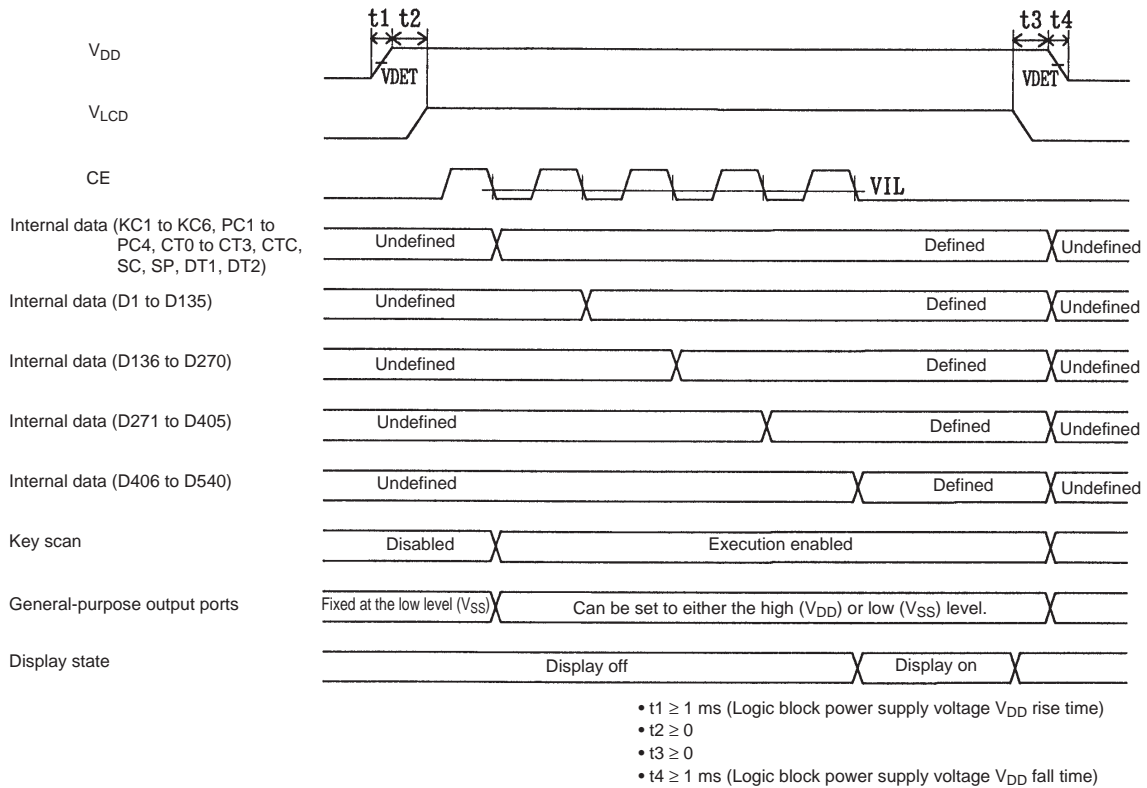 t1 t2 t3 t4
VDD
VDET VDET
VLCD
CE
VIL
Internal data (KC1 to KC6, PC1 to
PC4, CT0 to CT3, CTC,
SC, SP, DT1, DT2)
Undefined Defined Undefined
Internal data (D1 to D135) Undefined Defined Undefined
Internal data (D136 to D270) Undefined Defined Undefined
Internal data (D271 to D405) Undefined Defined Undefined
Internal data (D406 to D540) Undefined Defined Undefined
Key scan Disabled Execution enabled
General-purpose output ports Fixed at the low level (VSS) Can be set to either the high (VDD) or low (VSS) level.
Display state Display off Display on
• t1 ≥ 1 ms (Logic block power supply voltage VDD rise time)
• t2 ≥ 0
• t3 ≥ 0
• t4 ≥ 1 ms (Logic block power supply voltage VDD fall time)